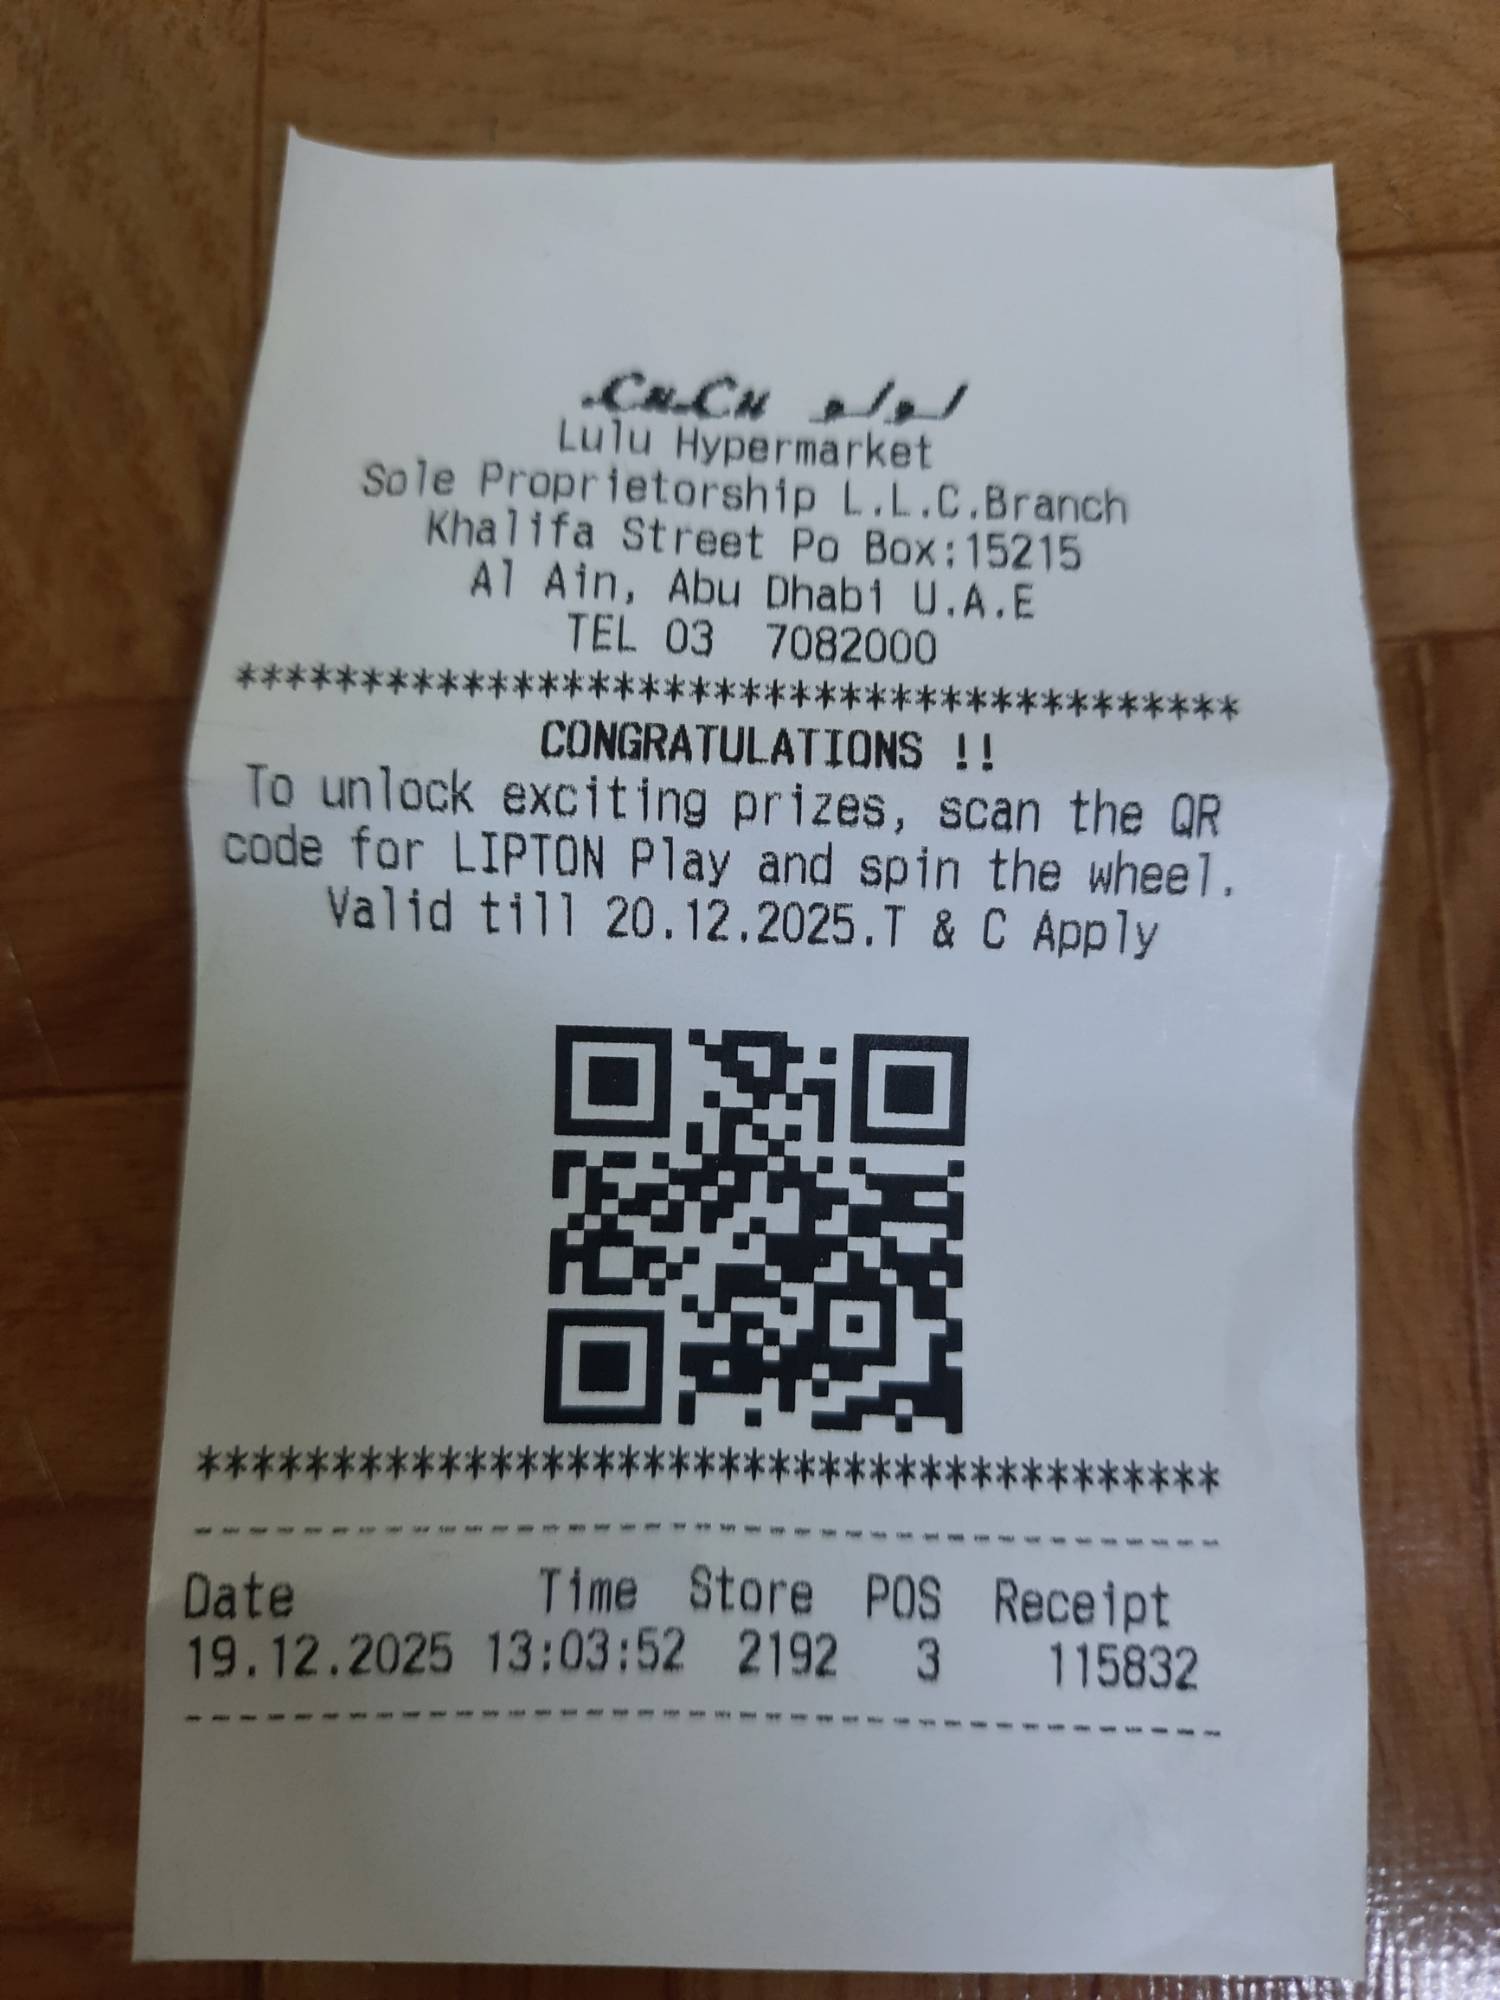 LuLu لولو
Lulu Hypermarket
Sole Proprietorship L.L.C.Branch
Khalifa Street Po Box:15215
Al Ain, Abu Dhabi U.A.E
TEL 03  7082000
*****************************************
CONGRATULATIONS !!
To unlock exciting prizes, scan the QR
code for LIPTON Play and spin the wheel.
Valid till 20.12.2025.T & C Apply
*****************************************
-----------------------------------------
Date Time Store POS Receipt
19.12.2025 13:03:52 2192 3 115832
-----------------------------------------